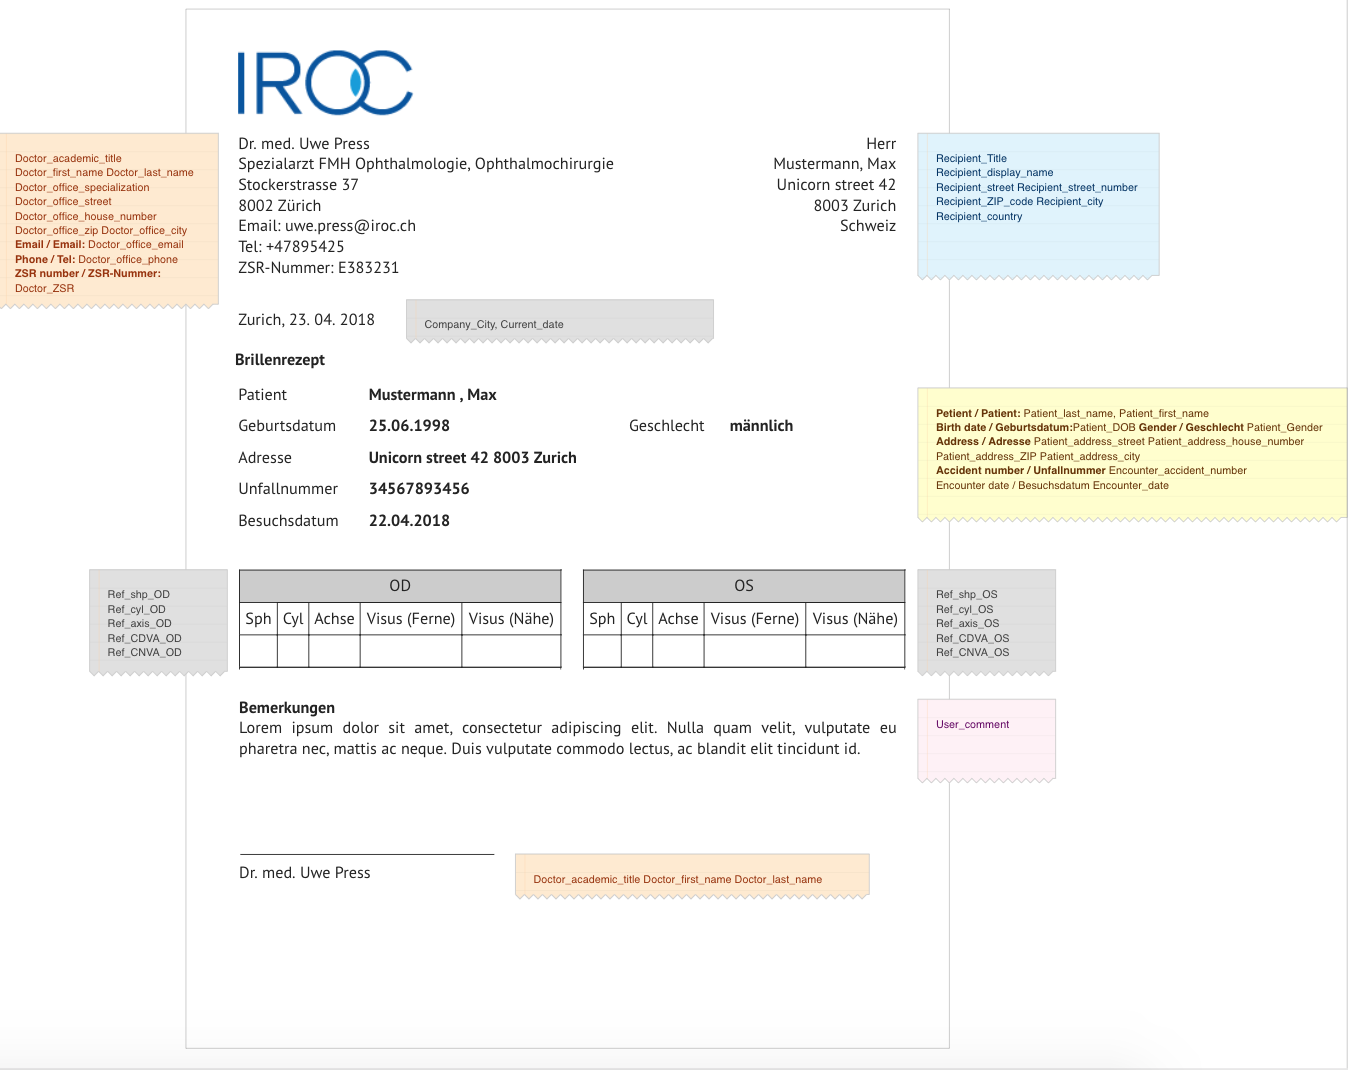 IROC
Doctor_academic_title
Doctor_first_name Doctor_last_name
Doctor_office_specialization
Doctor_office_street
Doctor_office_house_number
Doctor_office_zip Doctor_office_city
Email / Email: Doctor_office_email
Phone / Tel: Doctor_office_phone
ZSR number / ZSR-Nummer:
Doctor_ZSR
Dr. med. Uwe Press
Spezialarzt FMH Ophthalmologie, Ophthalmochirurgie
Stockerstrasse 37
8002 Zürich
Email: uwe.press@iroc.ch
Tel: +47895425
ZSR-Nummer: E383231
Herr
Mustermann, Max
Unicorn street 42
8003 Zurich
Schweiz
Recipient_Title
Recipient_display_name
Recipient_street Recipient_street_number
Recipient_ZIP_code Recipient_city
Recipient_country
Zurich, 23. 04. 2018
Company_City, Current_date
Brillenrezept
Patient Mustermann , Max
Geburtsdatum 25.06.1998 Geschlecht männlich
Adresse Unicorn street 42 8003 Zurich
Unfallnummer 34567893456
Besuchsdatum 22.04.2018
Petient / Patient: Patient_last_name, Patient_first_name
Birth date / Geburtsdatum:Patient_DOB Gender / Geschlecht Patient_Gender
Address / Adresse Patient_address_street Patient_address_house_number
Patient_address_ZIP Patient_address_city
Accident number / Unfallnummer Encounter_accident_number
Encounter date / Besuchsdatum Encounter_date
Ref_shp_OD
Ref_cyl_OD
Ref_axis_OD
Ref_CDVA_OD
Ref_CNVA_OD
OD
Sph Cyl Achse Visus (Ferne) Visus (Nähe)
OS
Sph Cyl Achse Visus (Ferne) Visus (Nähe)
Ref_shp_OS
Ref_cyl_OS
Ref_axis_OS
Ref_CDVA_OS
Ref_CNVA_OS
Bemerkungen
Lorem ipsum dolor sit amet, consectetur adipiscing elit. Nulla quam velit, vulputate eu
pharetra nec, mattis ac neque. Duis vulputate commodo lectus, ac blandit elit tincidunt id.
User_comment
Dr. med. Uwe Press
Doctor_academic_title Doctor_first_name Doctor_last_name